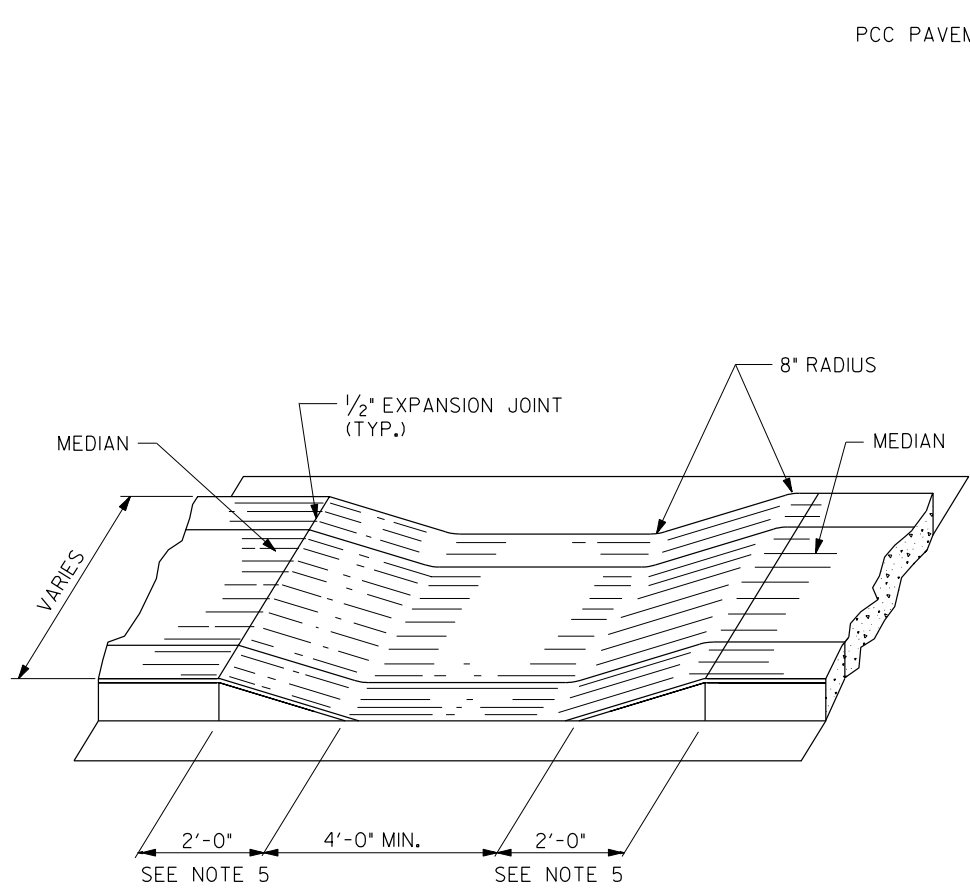 PCC PAVEM
8" RADIUS
1/2" EXPANSION JOINT
(TYP.)
MEDIAN
MEDIAN
VARIES
2'-0"
4'-0" MIN.
2'-0"
SEE NOTE 5
SEE NOTE 5